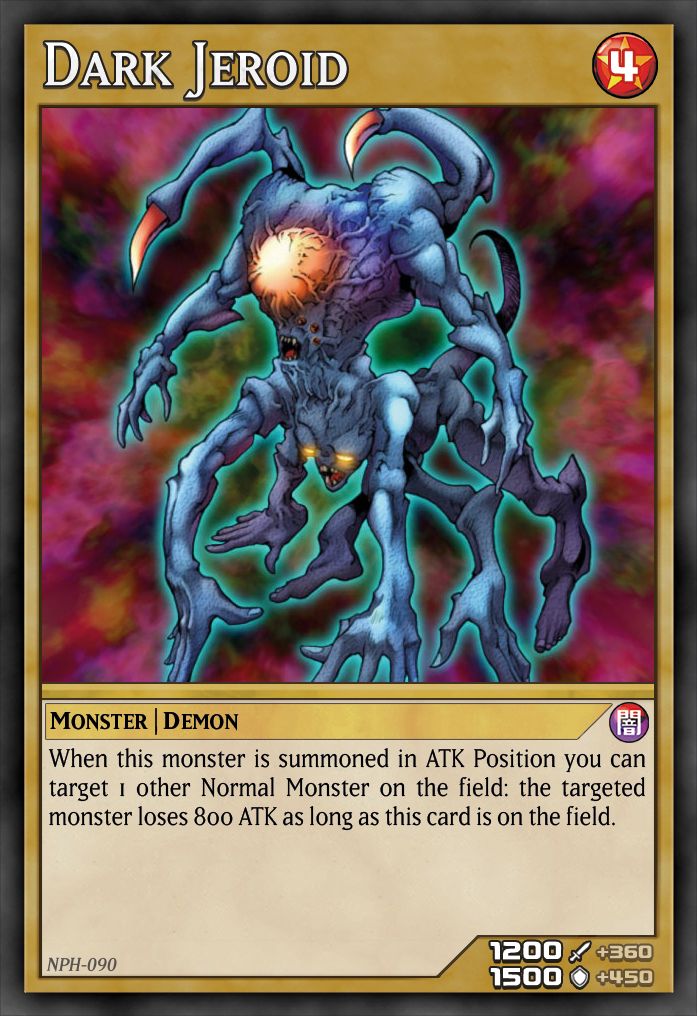 Dark Jeroid
4
Monster | Demon
闇
When this monster is summoned in ATK Position you can
target 1 other Normal Monster on the field: the targeted
monster loses 800 ATK as long as this card is on the field.
1200 +360
NPH-090
1500 +450